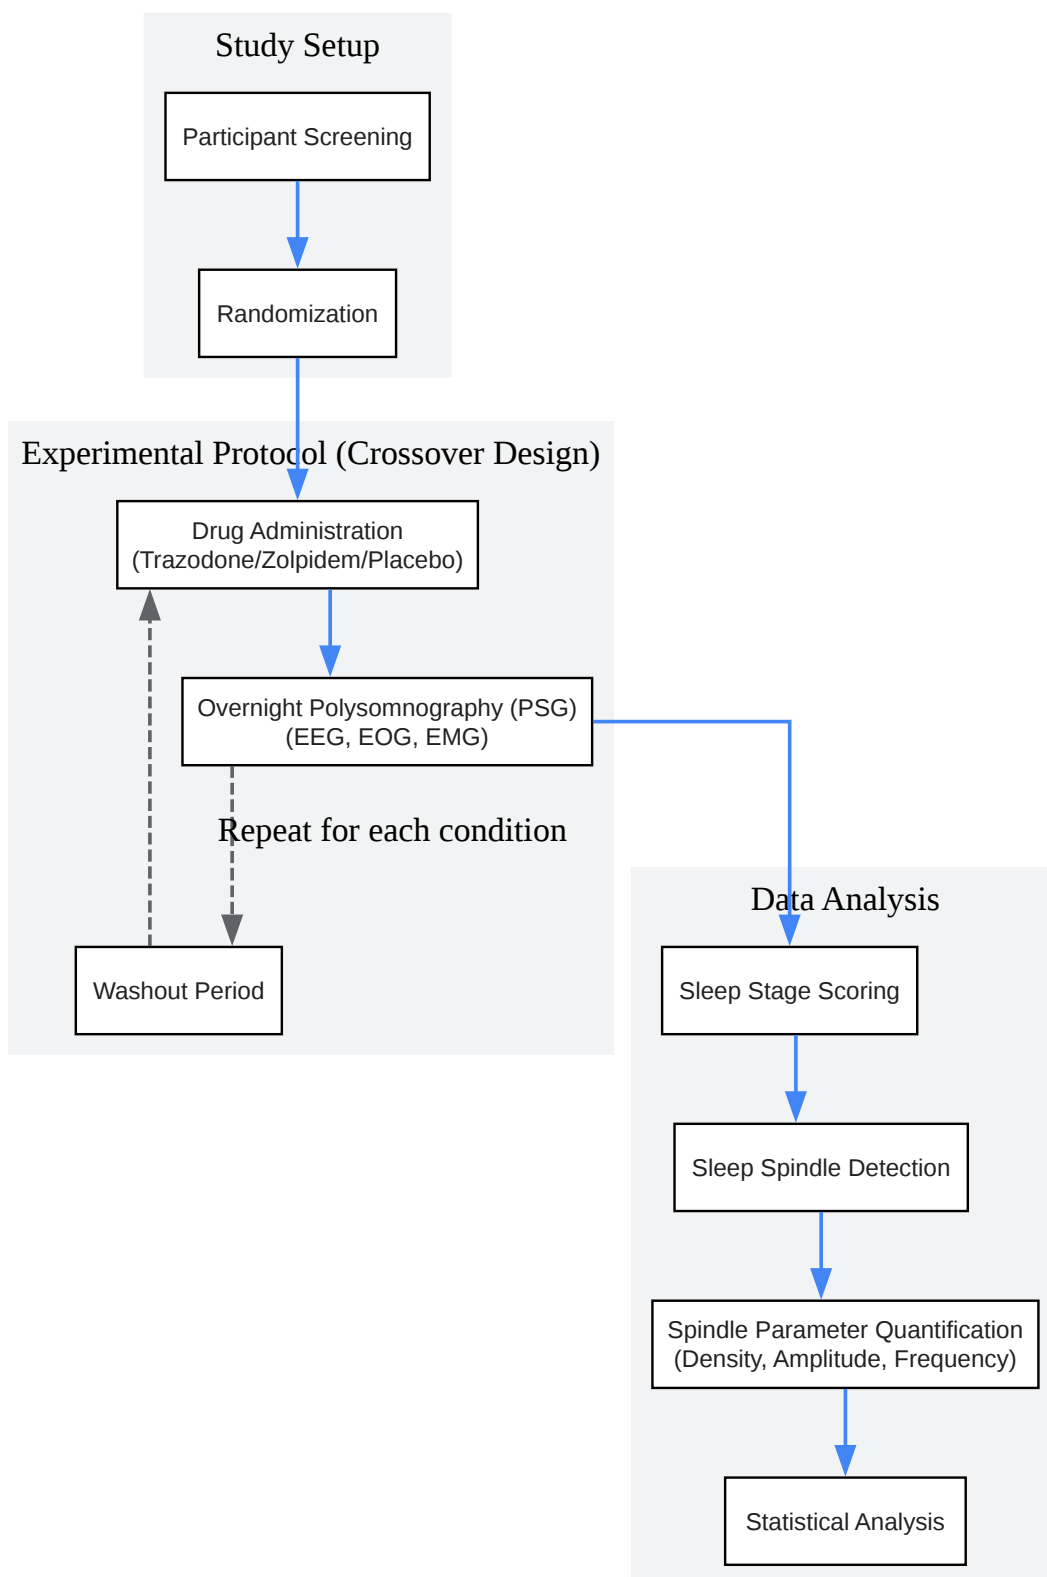 Study Setup
Participant Screening
Randomization
Experimental Protocol (Crossover Design)
Drug Administration
(Trazodone/Zolpidem/Placebo)
Overnight Polysomnography (PSG)
(EEG, EOG, EMG)
Repeat for each condition
Washout Period
Data Analysis
Sleep Stage Scoring
Sleep Spindle Detection
Spindle Parameter Quantification
(Density, Amplitude, Frequency)
Statistical Analysis